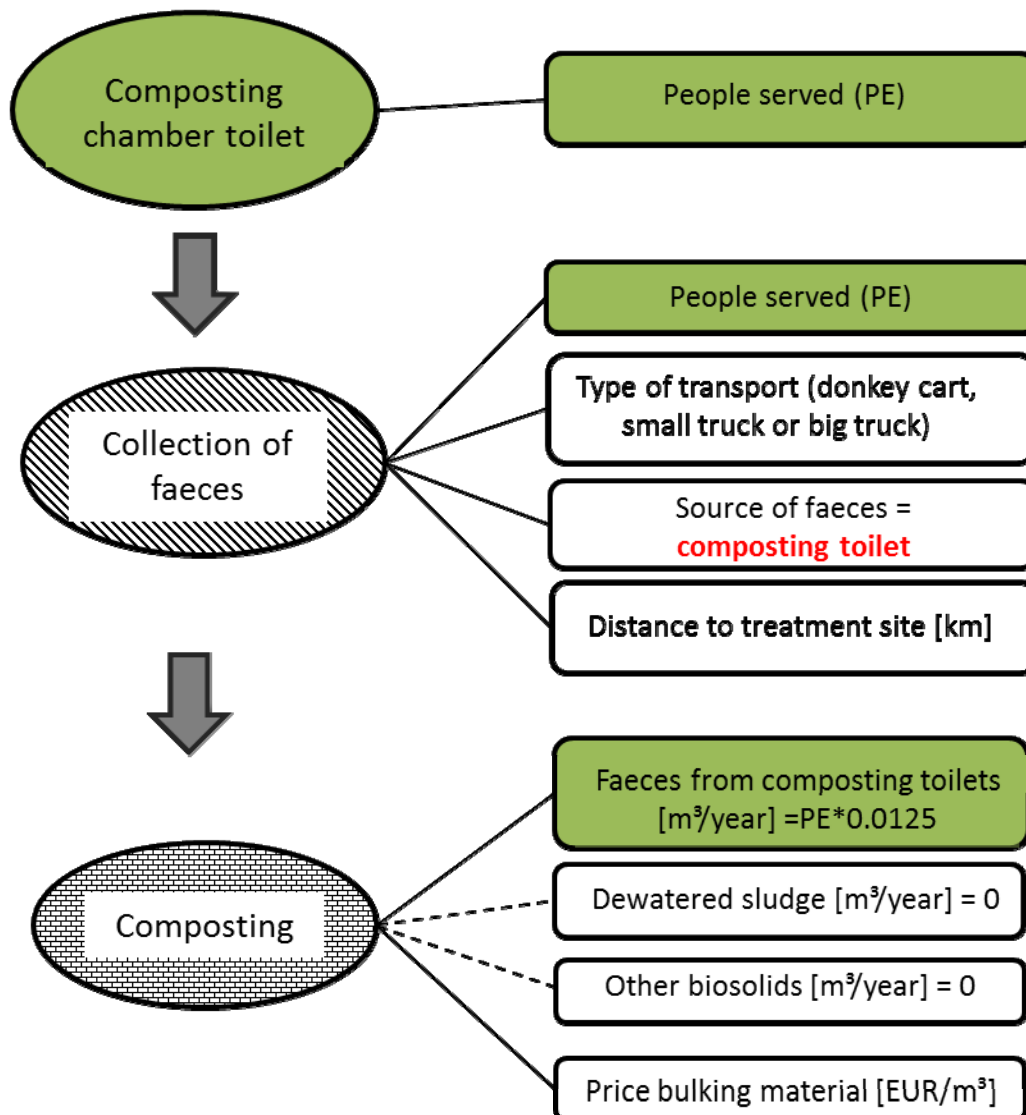 Composting
chamber toilet
People served (PE)
People served (PE)
Type of transport (donkey cart,
small truck or big truck)
Collection of
faeces
Source of faeces =
composting toilet
Distance to treatment site [km]
Faeces from composting toilets
[m³/year] =PE*0.0125
Dewatered sludge [m³/year] = 0
Composting
Other biosolids [m³/year] = 0
Price bulking material [EUR/m³]